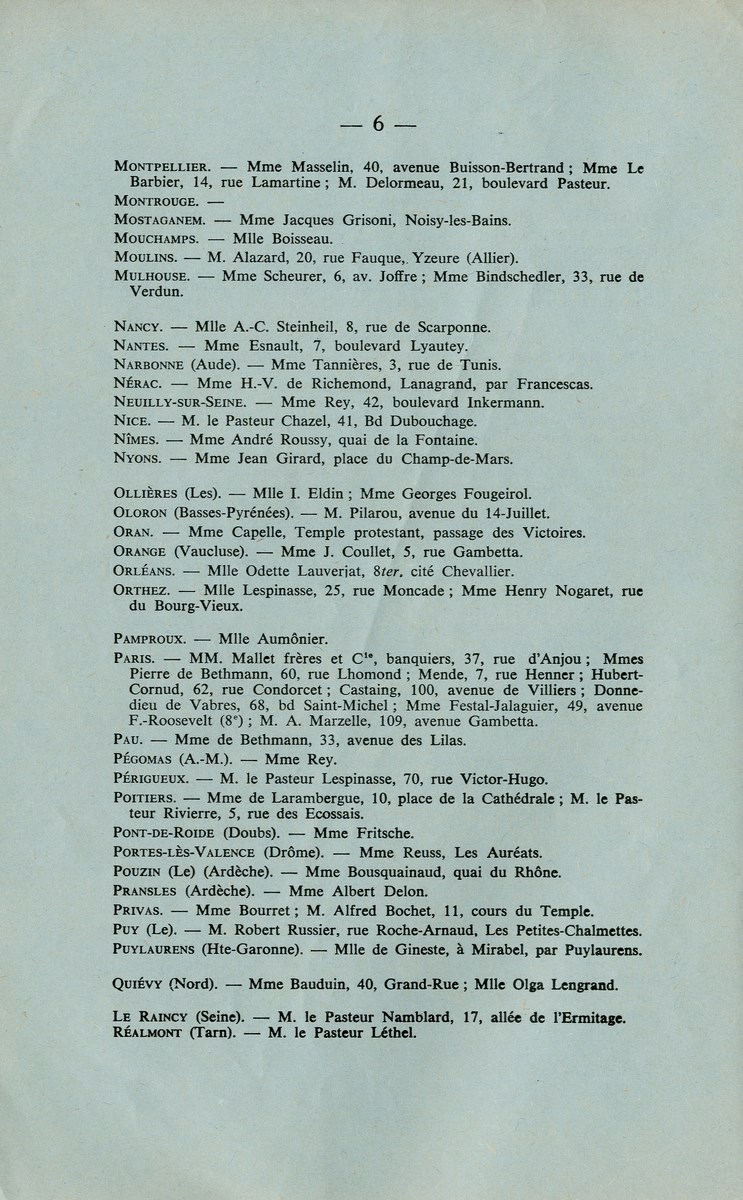 — 6 —
MONTPELLIER. — Mme Masselin, 40, avenue Buisson-Bertrand ; Mme Le
Barbier, 14, rue Lamartine ; M. Delormeau, 21, boulevard Pasteur.
MONTROUGE. —
MOSTAGANEM. — Mme Jacques Grisoni, Noisy-les-Bains.
MOUCHAMPS. — Mlle Boisseau.
MOULINS. — M. Alazard, 20, rue Fauque, Yzeure (Allier).
MULHOUSE. — Mme Scheurer, 6, av. Joffre ; Mme Bindschedler, 33, rue de
Verdun.
NANCY. — Mlle A.-C. Steinheil, 8, rue de Scarponne.
NANTES. — Mme Esnault, 7, boulevard Lyautey.
NARBONNE (Aude). — Mme Tannières, 3, rue de Tunis.
NÉRAC. — Mme H.-V. de Richemond, Lanagrand, par Francescas.
NEUILLY-SUR-SEINE. — Mme Rey, 42, boulevard Inkermann.
NICE. — M. le Pasteur Chazel, 41, Bd Dubouchage.
NÎMES. — Mme André Roussy, quai de la Fontaine.
NYONS. — Mme Jean Girard, place du Champ-de-Mars.
OLLIÈRES (Les). — Mlle I. Eldin ; Mme Georges Fougeirol.
OLORON (Basses-Pyrénées). — M. Pilarou, avenue du 14-Juillet.
ORAN. — Mme Capelle, Temple protestant, passage des Victoires.
ORANGE (Vaucluse). — Mme J. Coullet, 5, rue Gambetta.
ORLÉANS. — Mlle Odette Lauverjat, 8ter, cité Chevallier.
ORTHEZ. — Mlle Lespinasse, 25, rue Moncade ; Mme Henry Nogaret, rue
du Bourg-Vieux.
PAMPROUX. — Mlle Aumônier.
PARIS. — MM. Mallet frères et Cie, banquiers, 37, rue d'Anjou ; Mmes
Pierre de Bethmann, 60, rue Lhomond ; Mende, 7, rue Henner ; Hubert-
Cornud, 62, rue Condorcet ; Castaing, 100, avenue de Villiers ; Donne-
dieu de Vabres, 68, bd Saint-Michel ; Mme Festal-Jalaguier, 49, avenue
F.-Roosevelt (8e) ; M. A. Marzelle, 109, avenue Gambetta.
PAU. — Mme de Bethmann, 33, avenue des Lilas.
PÉGOMAS (A.-M.). — Mme Rey.
PÉRIGUEUX. — M. le Pasteur Lespinasse, 70, rue Victor-Hugo.
POITIERS. — Mme de Larambergue, 10, place de la Cathédrale ; M. le Pas-
teur Rivierre, 5, rue des Ecossais.
PONT-DE-ROIDE (Doubs). — Mme Fritsche.
PORTES-LÈS-VALENCE (Drôme). — Mme Reuss, Les Auréats.
POUZIN (Le) (Ardèche). — Mme Bousquainaud, quai du Rhône.
PRANSLES (Ardèche). — Mme Albert Delon.
PRIVAS. — Mme Bourret ; M. Alfred Bochet, 11, cours du Temple.
PUY (Le). — M. Robert Russier, rue Roche-Arnaud, Les Petites-Chalmettes.
PUYLAURENS (Hte-Garonne). — Mlle de Gineste, à Mirabel, par Puylaurens.
QUIÉVY (Nord). — Mme Bauduin, 40, Grand-Rue ; Mlle Olga Lengrand.
LE RAINCY (Seine). — M. le Pasteur Namblard, 17, allée de l'Ermitage.
RÉALMONT (Tarn). — M. le Pasteur Léthel.